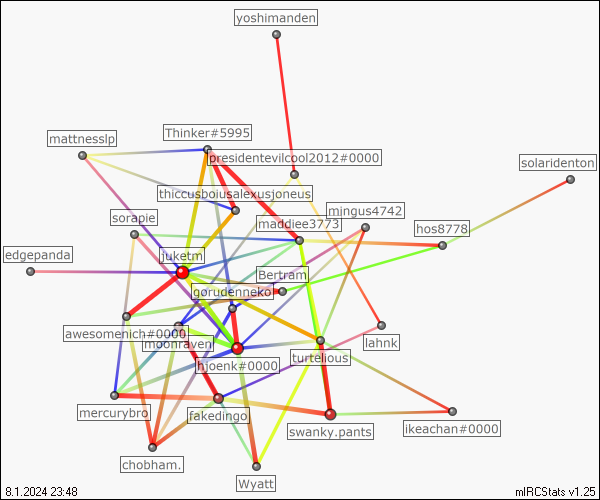 yoshimanden
Thinker#5995
mattnesslp
presidentevilcool2012#0000
solaridenton
thiccusboiusalexusjoneus
mingus4742
sorapie
maddiee3773
hos8778
edgepanda
juketm
Bertram
gorudenneko
awesomenich#0000
moonraven
lahnk
turtelious
hjoenk#0000
mercurybro
fakedingo
swanky.pants
ikeachan#0000
chobham.
Wyatt
8.1.2024 23:48
mIRCStats v1.25